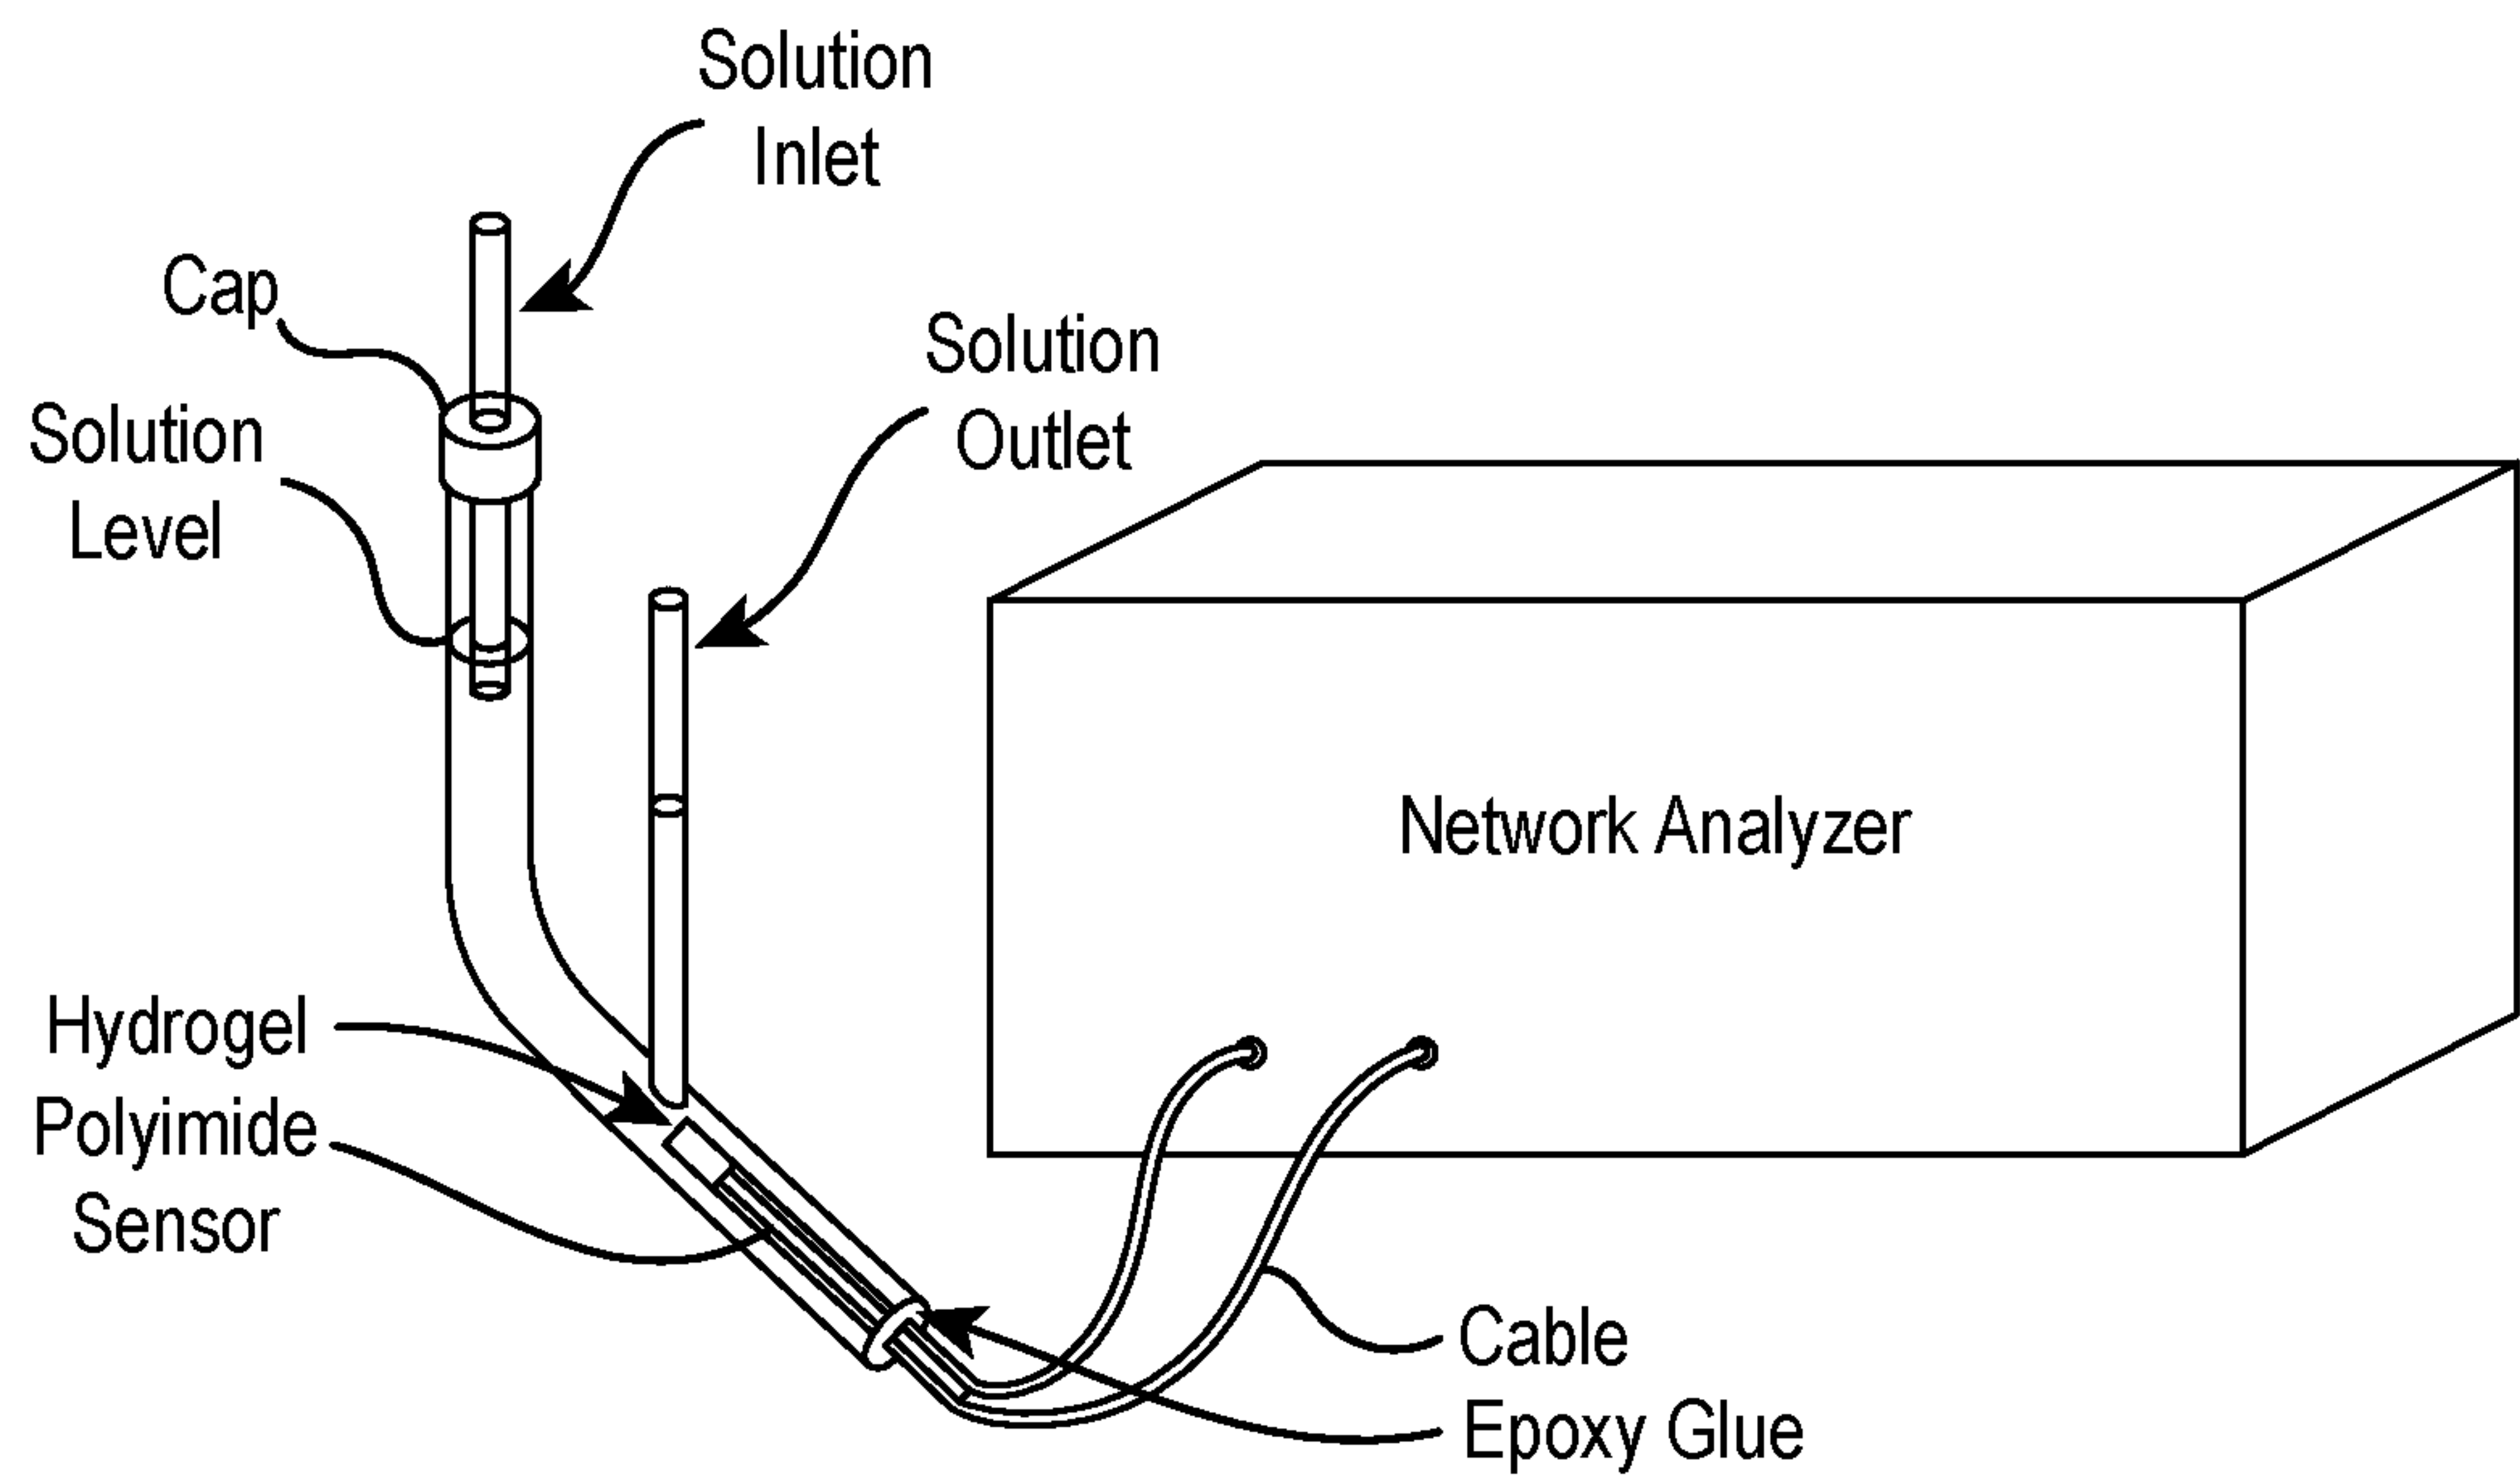 Solution
Inlet
Cap
Solution
Outlet
Solution
Level
Network Analyzer
Hydrogel
Polyimide
Sensor
Cable
Epoxy Glue